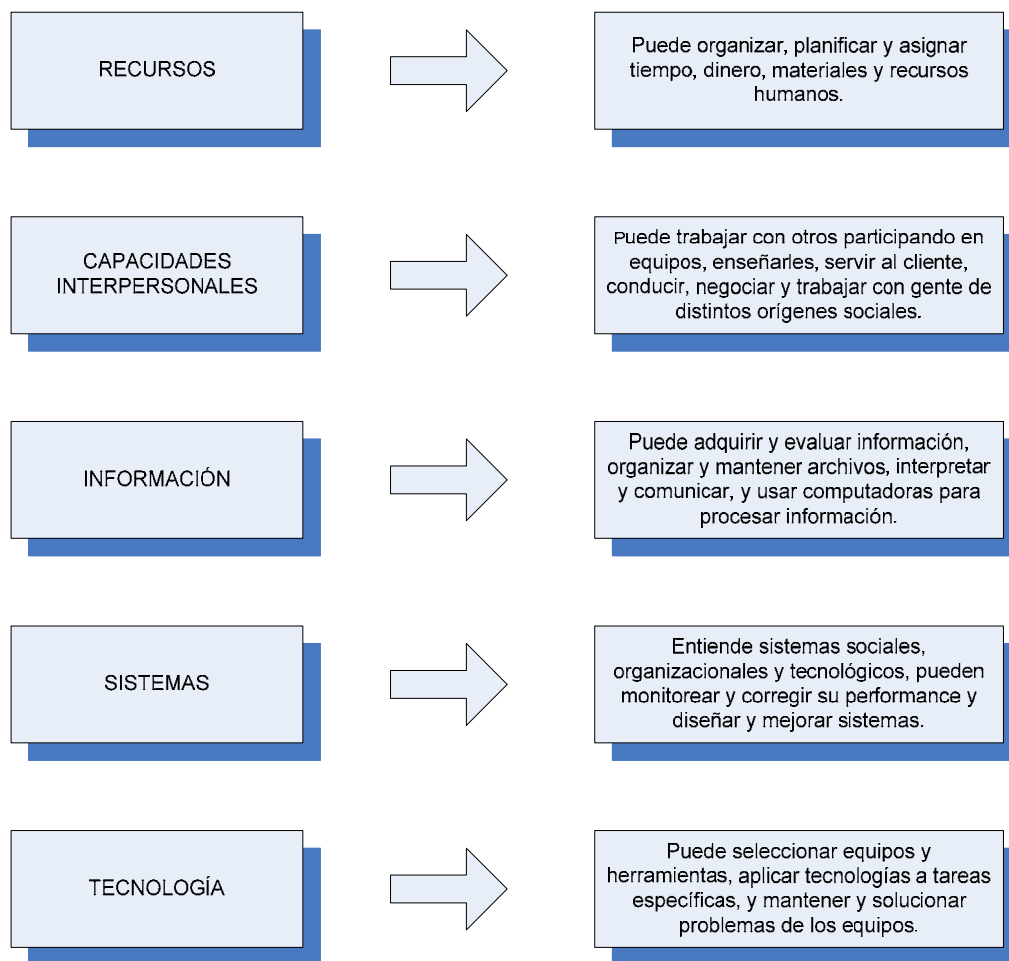 RECURSOS
Puede organizar, planificar y asignar
tiempo, dinero, materiales y recursos
humanos.
CAPACIDADES
INTERPERSONALES
Puede trabajar con otros participando en
equipos, enseñarles, servir al cliente,
conducir, negociar y trabajar con gente de
distintos orígenes sociales.
INFORMACIÓN
Puede adquirir y evaluar información,
organizar y mantener archivos, interpretar
y comunicar, y usar computadoras para
procesar información.
SISTEMAS
Entiende sistemas sociales,
organizacionales y tecnológicos, pueden
monitorear y corregir su performance y
diseñar y mejorar sistemas.
TECNOLOGÍA
Puede seleccionar equipos y
herramientas, aplicar tecnologías a tareas
específicas, y mantener y solucionar
problemas de los equipos.